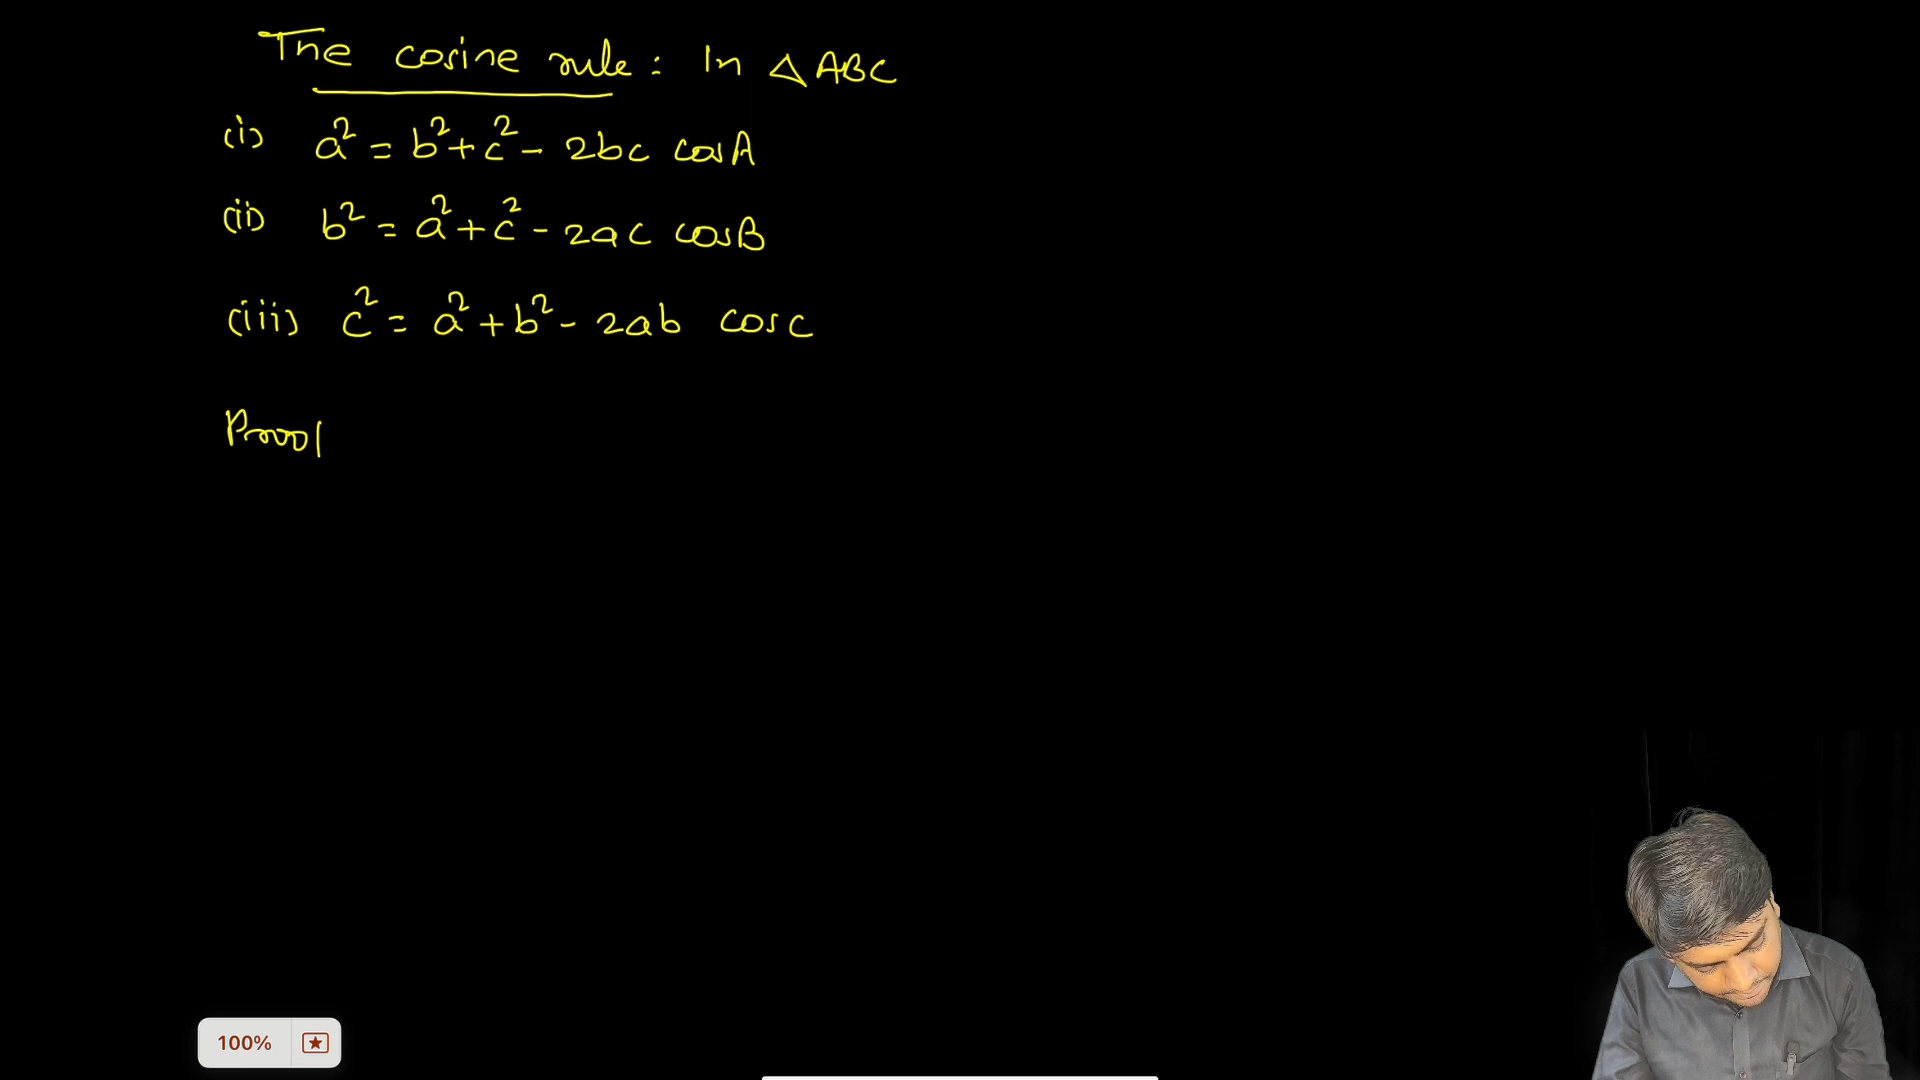 The cosine rule : In △ABC
(i) a² = b² + c² - 2bc cosA
(ii) b² = a² + c² - 2ac cosB
(iii) c² = a² + b² - 2ab cosc
Proof
100%